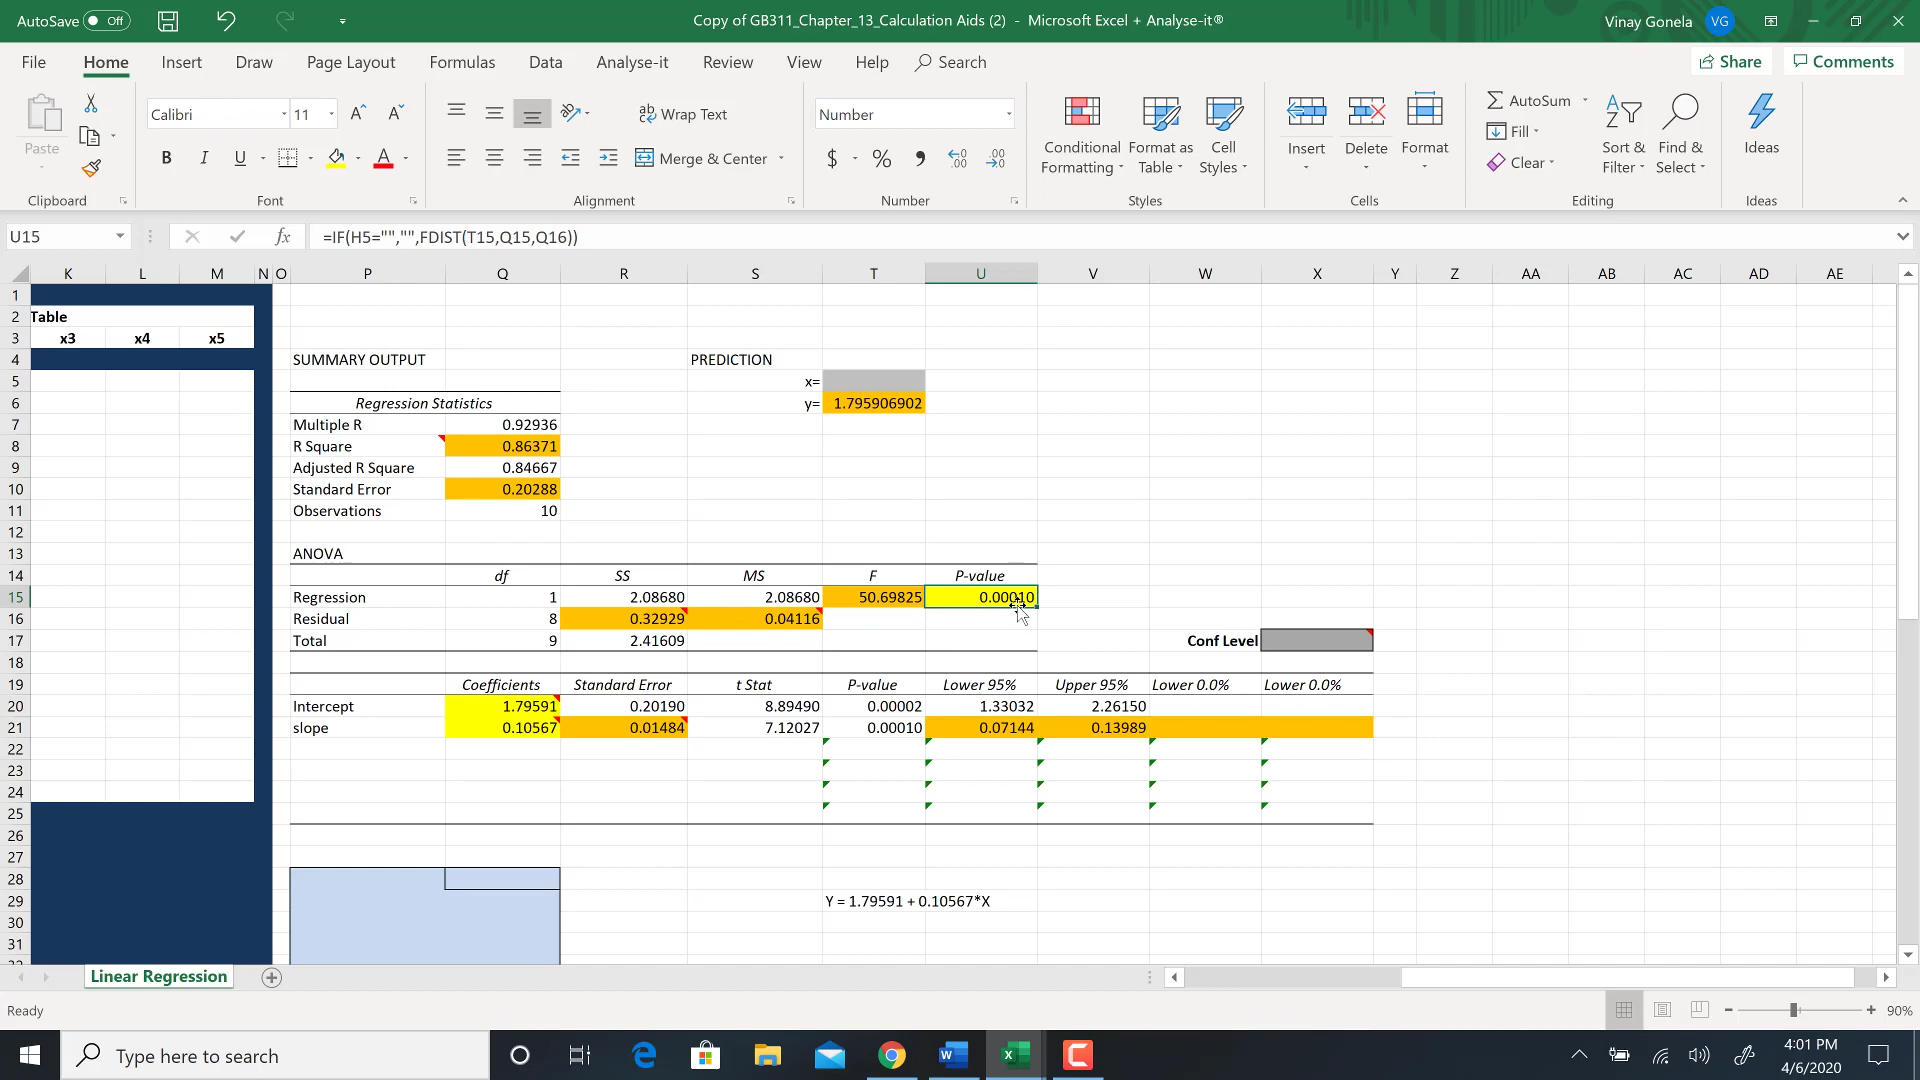 AutoSave Off
Copy of GB311_Chapter_13_Calculation Aids (2) - Microsoft Excel + Analyse-it®
Vinay Gonela VG
File Home Insert Draw Page Layout Formulas Data Analyse-it Review View Help Search Share Comments
Paste
Calibri 11
Wrap Text
Merge & Center
Number
Conditional Formatting
Format as Table
Cell Styles
Insert
Delete
Format
AutoSum
Fill
Clear
Sort & Filter
Find & Select
Ideas
Clipboard Font Alignment Number Styles Cells Editing Ideas
U15 fx =IF(H5="","",FDIST(T15,Q15,Q16))
K L M N O P Q R S T U V W X Y Z AA AB AC AD AE
1
2 Table
3 x3 x4 x5
4 SUMMARY OUTPUT PREDICTION
5 x=
6 Regression Statistics y= 1.795906902
7 Multiple R 0.92936
8 R Square 0.86371
9 Adjusted R Square 0.84667
10 Standard Error 0.20288
11 Observations 10
12
13 ANOVA
14 df SS MS F P-value
15 Regression 1 2.08680 2.08680 50.69825 0.00010
16 Residual 8 0.32929 0.04116
17 Total 9 2.41609 Conf Level
18
19 Coefficients Standard Error t Stat P-value Lower 95% Upper 95% Lower 0.0% Lower 0.0%
20 Intercept 1.79591 0.20190 8.89490 0.00002 1.33032 2.26150
21 slope 0.10567 0.01484 7.12027 0.00010 0.07144 0.13989
22
23
24
25
26
27
28
29 Y = 1.79591 + 0.10567*X
30
31
Linear Regression
Ready 90%
Type here to search
4:01 PM
4/6/2020